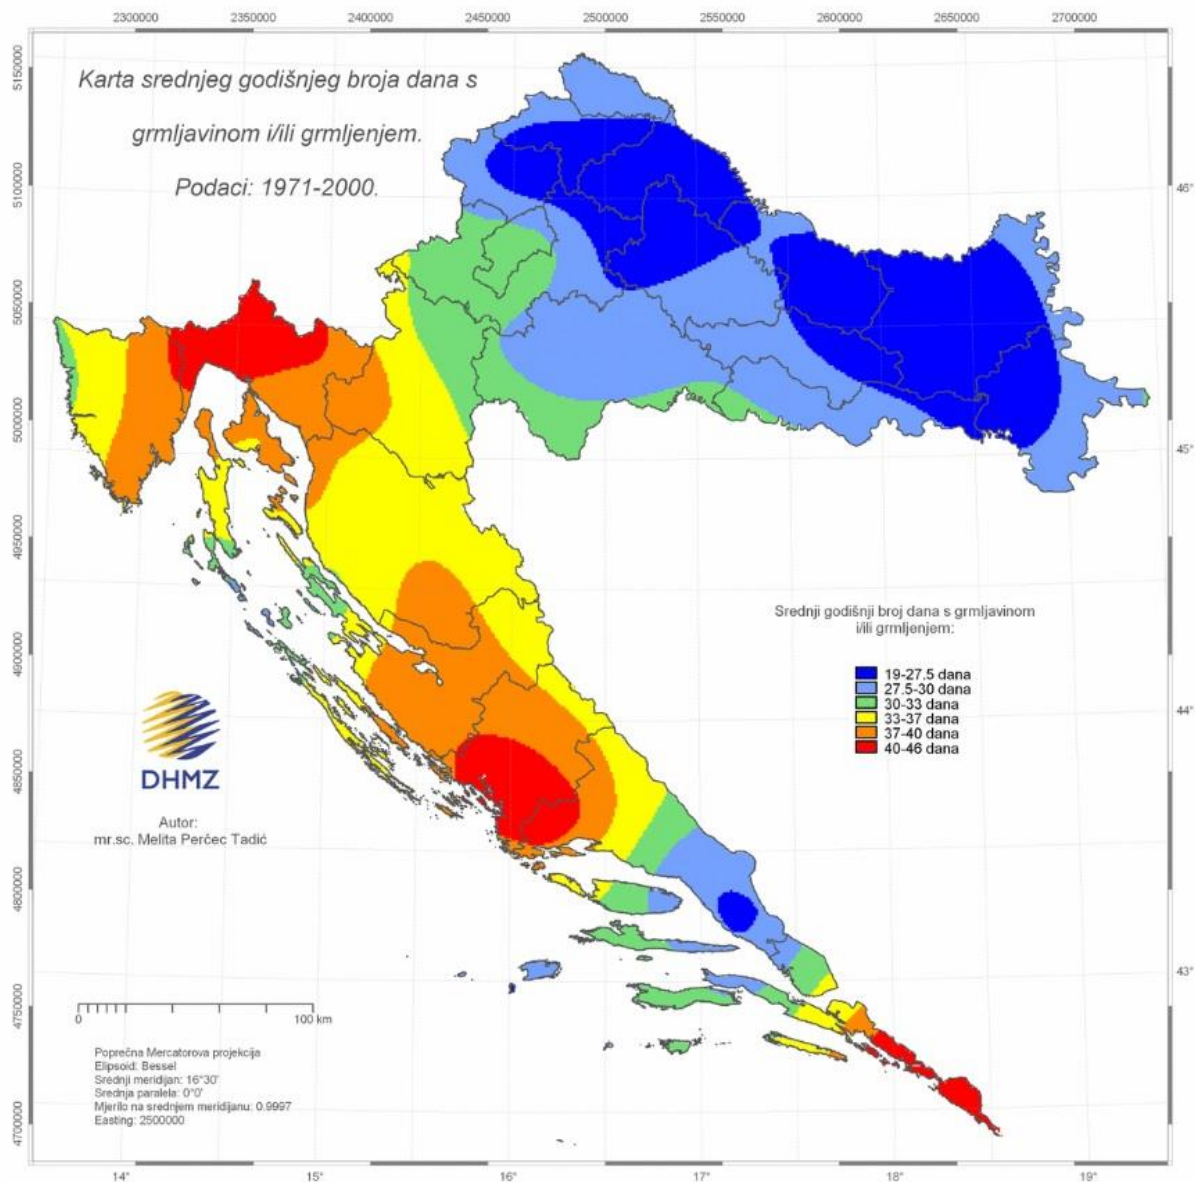 2300000 2350000 2400000 2450000 2500000 2550000 2600000 2650000 2700000
Karta srednjeg godišnjeg broja dana s
grmljavinom i/ili grmljenjem.
Podaci: 1971-2000.
5150000
5100000
5050000
5000000
4950000
4900000
4850000
4800000
4750000
4700000
46°
45°
44°
43°
Srednji godišnji broj dana s grmljavinom
i/ili grmljenjem:
19-27.5 dana
27.5-30 dana
30-33 dana
33-37 dana
37-40 dana
40-46 dana
DHMZ
Autor:
mr.sc. Melita Perčec Tadić
0 100 km
Poprečna Mercatorova projekcija
Elipsoid: Bessel
Srednji meridijan: 16°30'
Srednja paralela: 0°0'
Mjerilo na srednjem meridijanu: 0.9997
Easting: 2500000
14° 15° 16° 17° 18° 19°